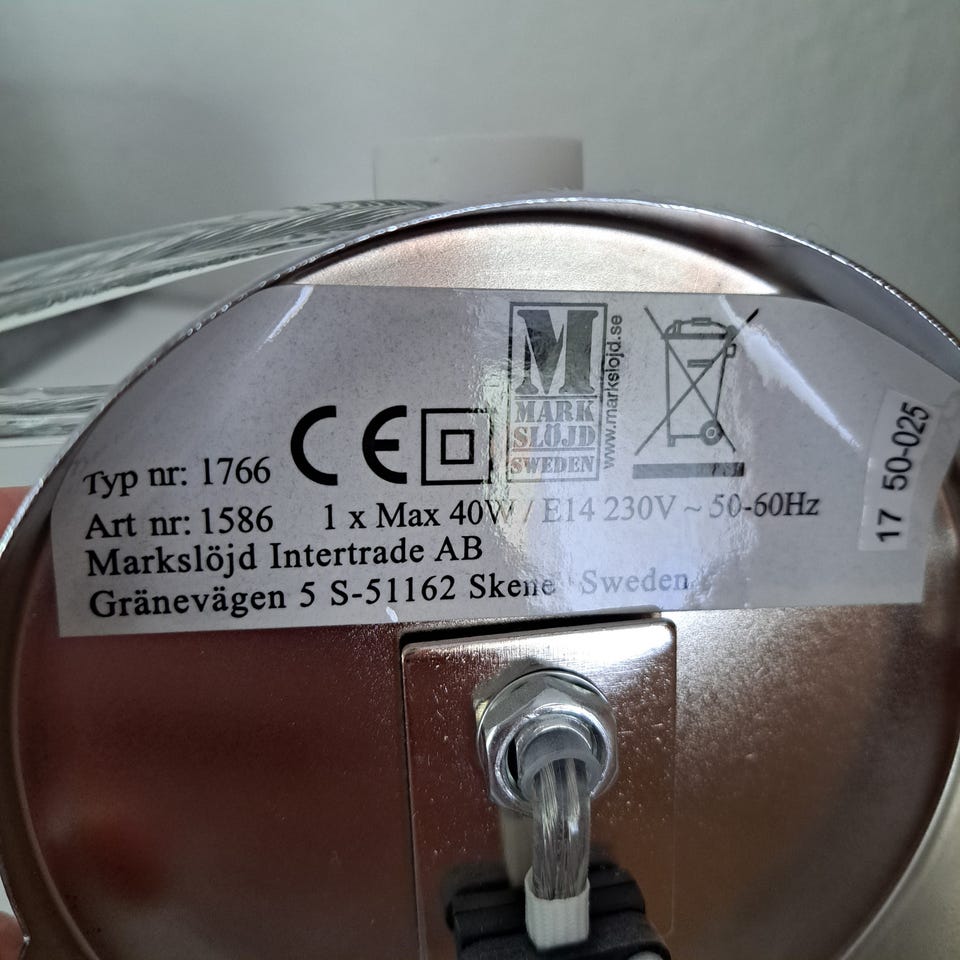 M
MARK
SLÖJD
SWEDEN
www.markslojd.se
CE
Typ nr: 1766
Art nr: 1586 1 x Max 40W / E14 230V ~ 50-60Hz
Markslöjd Intertrade AB
Gränevägen 5 S-51162 Skene Sweden
17 50-025